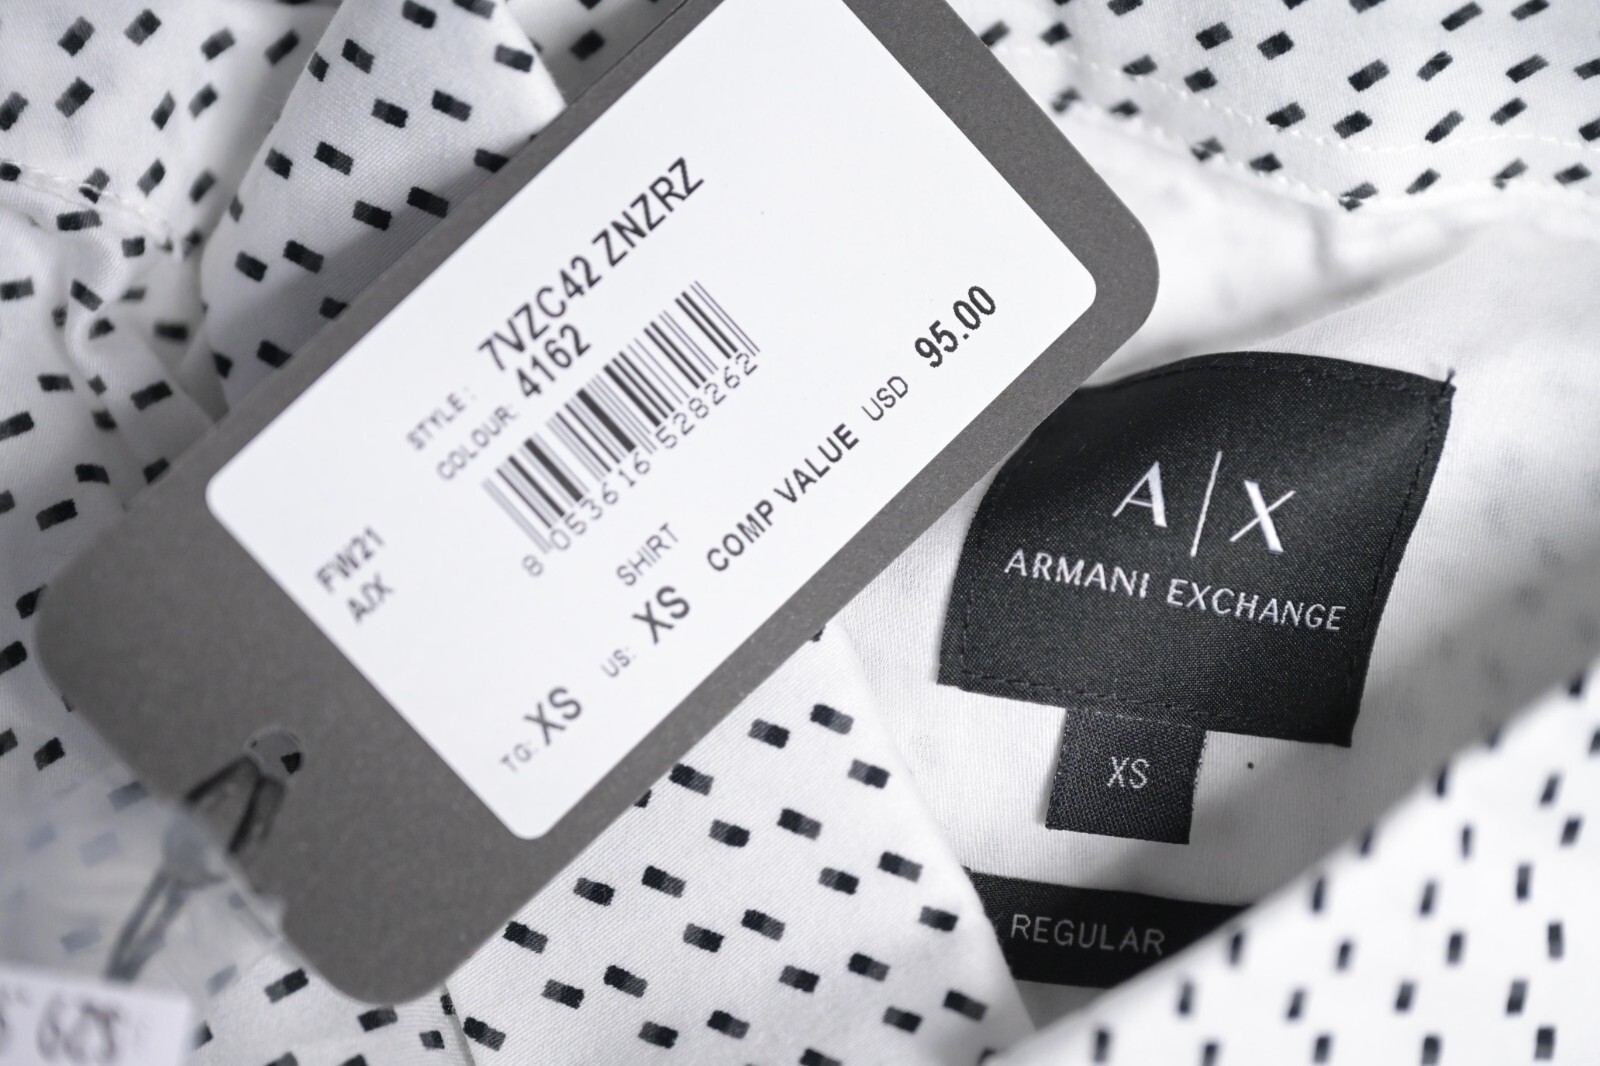 STYLE: 7VZC42 ZNZRZ
COLOUR: 4162
8 053616 528262
FW21
A/X
SHIRT
TG: XS US: XS COMP VALUE USD 95.00
A|X
ARMANI EXCHANGE
XS
REGULAR